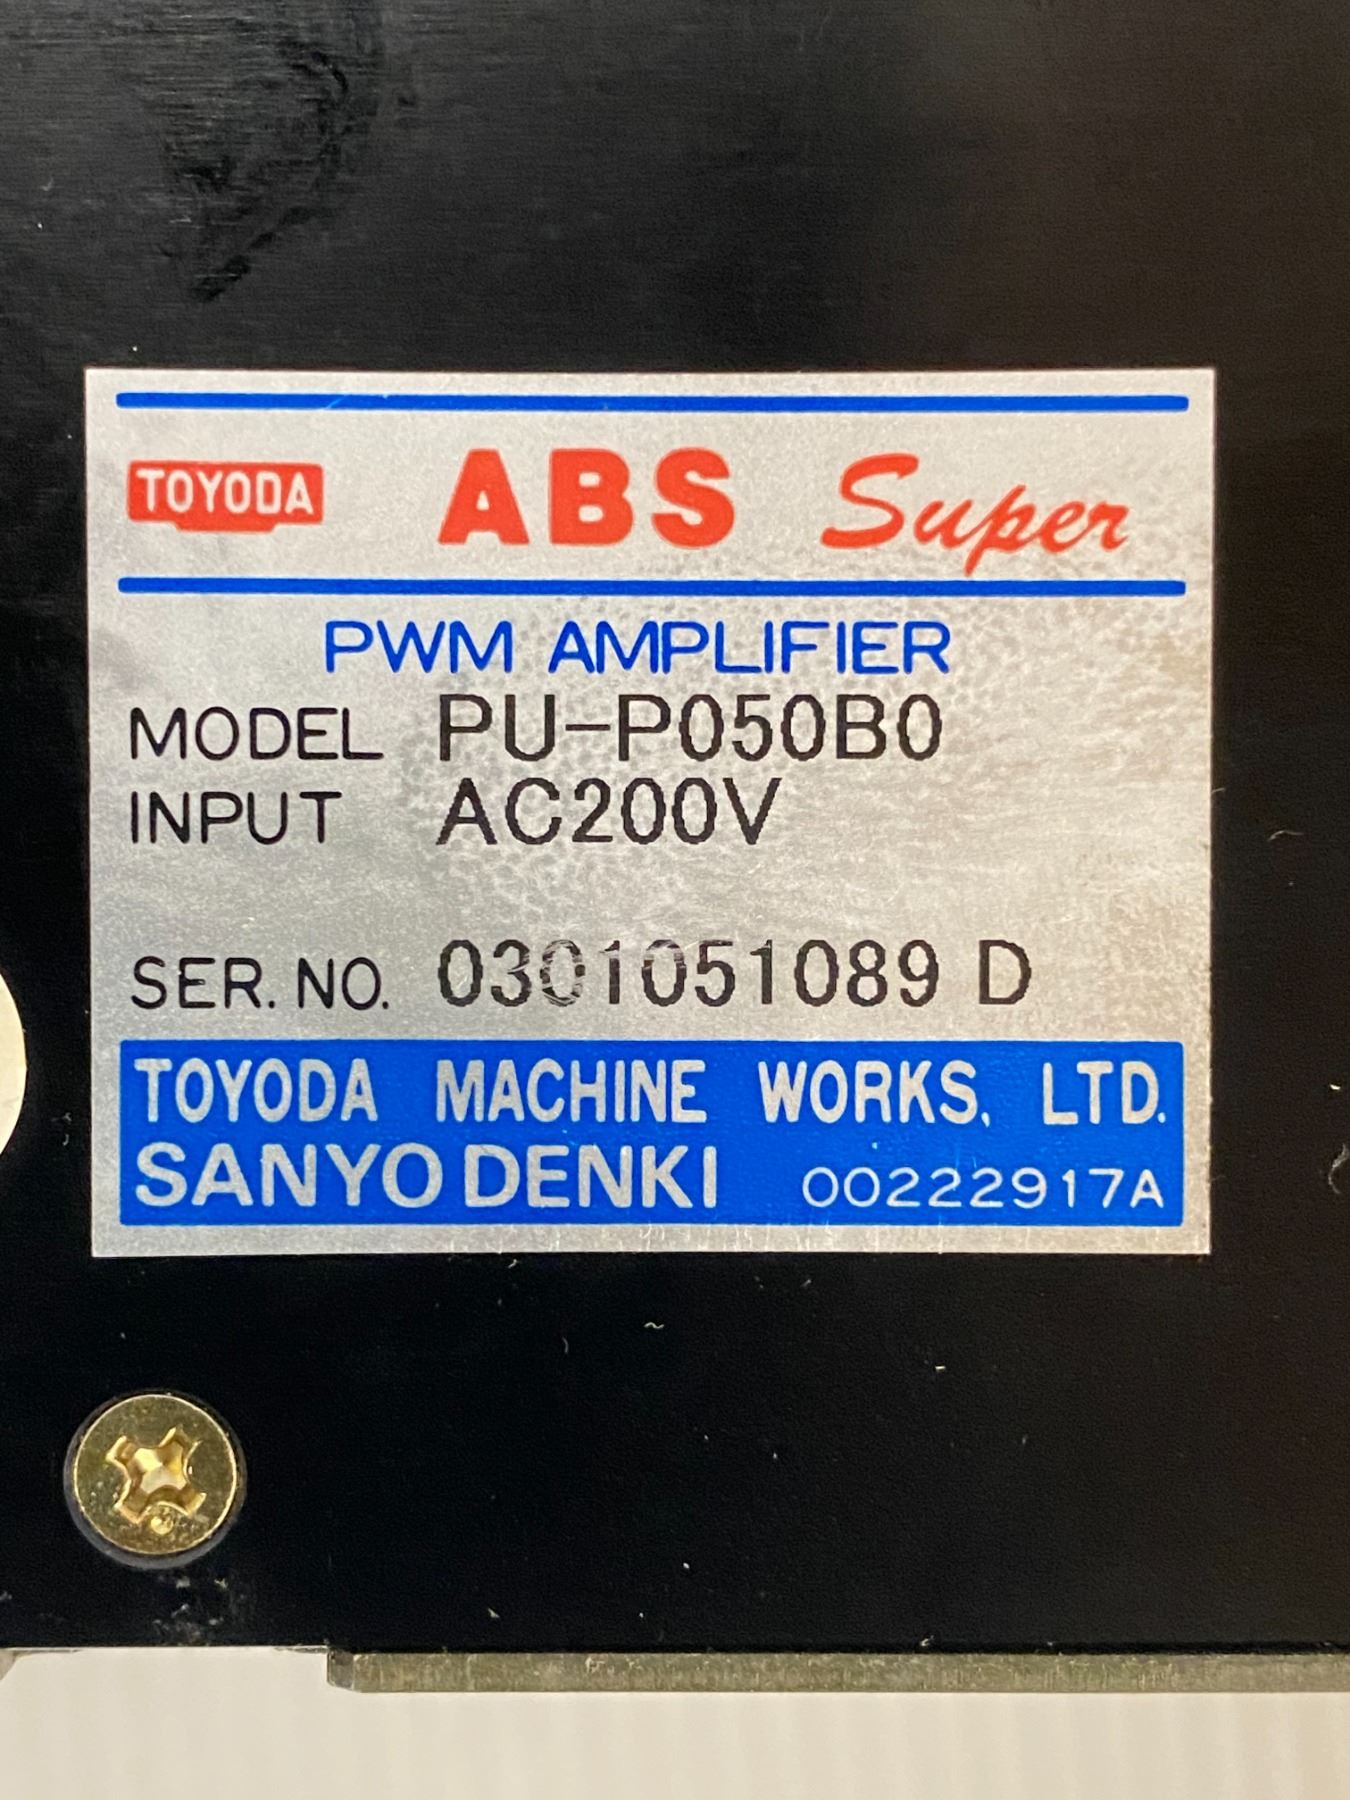 TOYODA ABS Super
PWM AMPLIFIER
MODEL PU-P050B0
INPUT AC200V
SER. NO. 0301051089 D
TOYODA MACHINE WORKS, LTD.
SANYO DENKI 00222917A